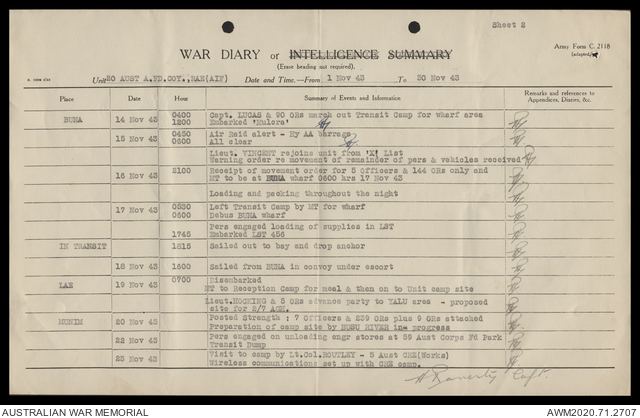 Sheet 2
WAR DIARY or INTELLIGENCE SUMMARY
Army Form C. 2118
(Erase heading not required).
Unit 20 AUST A.FD.COY.,RAE(AIF) Date and Time.—From 1 Nov 43 To 30 Nov 43
Place Date Hour Summary of Events and Information Remarks and references to Appendices, Diaries, &c.
BUNA 14 Nov 43 0400 Capt. LUCAS & 90 ORs march out Transit Camp for wharf area
1200 Embarked 'Kulcra'
15 Nov 43 0450 Air Raid alert - Hy AA barrage
0600 All clear
Lieut. VINCENT rejoins unit from 'X' List
Warning order re movement of remainder of pers & vehicles received
16 Nov 43 2100 Receipt of movement order for 5 Officers & 144 ORs only and
MT to be at BUNA wharf 0600 hrs 17 Nov 43
Loading and packing throughout the night
17 Nov 43 0530 Left Transit Camp by MT for wharf
0600 Debus BUNA wharf
Pers engaged loading of supplies in LST
1745 Embarked LST 456
IN TRANSIT 1815 Sailed out to bay and drop anchor
18 Nov 43 1600 Sailed from BUNA in convoy under escort
LAE 19 Nov 43 0700 Disembarked
MT to Reception Camp for meal & then on to Unit camp site
Lieut.HOCKING & 5 ORs advance party to YALU area - proposed
site for 2/7 AGH.
MUNIM 20 Nov 43 Posted Strength : 7 Officers & 239 ORs plus 9 ORs attached
Preparation of camp site by BUSU RIVER in progress
22 Nov 43 Pers engaged on unloading engr stores at Aust Corps Fd Park
Transit Dump
23 Nov 43 Visit to camp by Lt.Col.ROUTLEY - 5 Aust CRE(Works)
Wireless communications set up with CRE camp.
Capt.
AUSTRALIAN WAR MEMORIAL AWM2020.71.2707